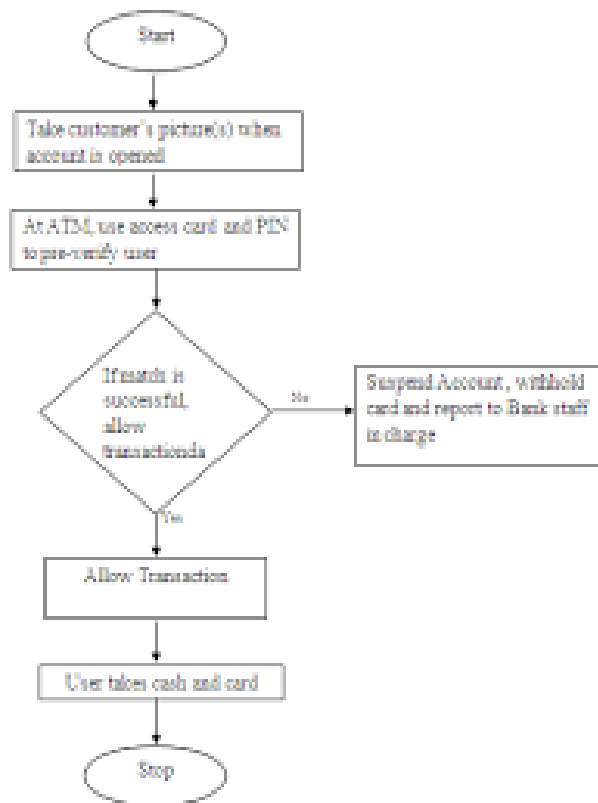 Start
Take customer's picture(s) when
account is opened
At ATM, use access card and PIN
to pre-verify user
If match is
successful,
allow
transactionda
No
Suspend Account, withhold
card and report to Bank staff
in charge
Yes
Allow Transaction
User takes cash and card
Stop